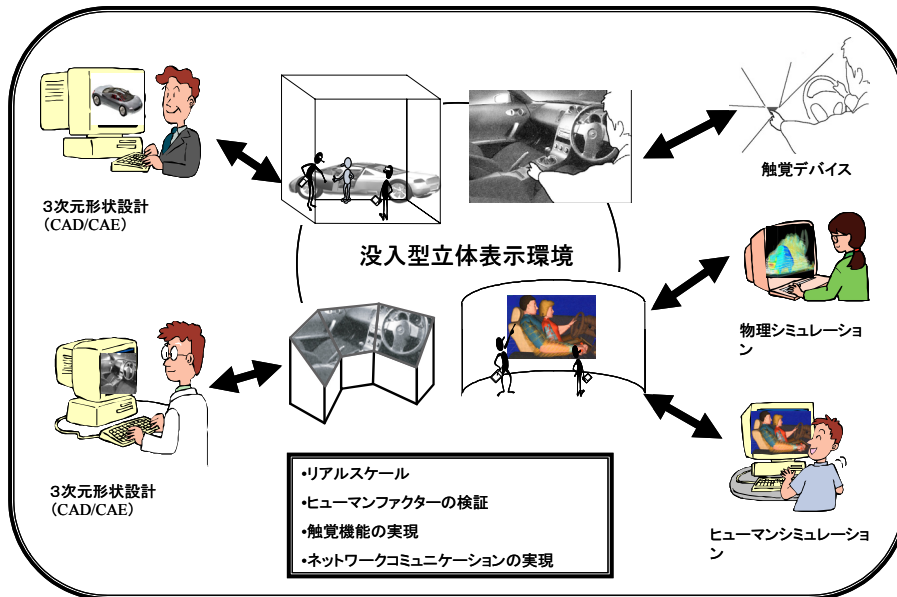 ３次元形状設計
（CAD/CAE）
触覚デバイス
没入型立体表示環境
物理シミュレーショ
ン
３次元形状設計
（CAD/CAE）
•リアルスケール
•ヒューマンファクターの検証
•触覚機能の実現
•ネットワークコミュニケーションの実現
ヒューマンシミュレーショ
ン